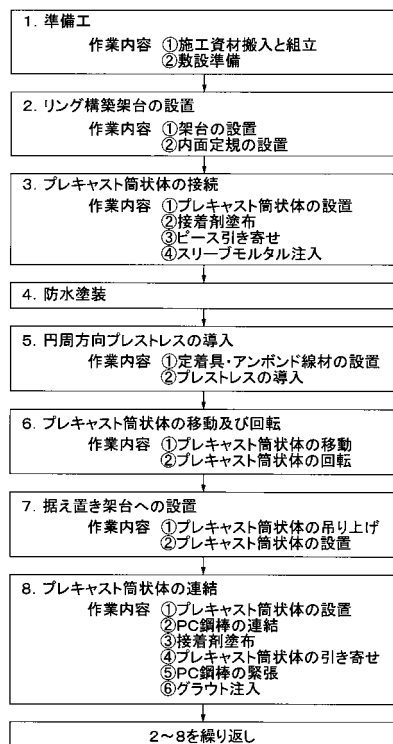 1. 準備工
作業内容 ①施工資材搬入と組立
②敷設準備
2. リング構築架台の設置
作業内容 ①架台の設置
②内面定規の設置
3. プレキャスト筒状体の接続
作業内容 ①プレキャスト筒状体の設置
②接着剤塗布
③ピース引き寄せ
④スリーブモルタル注入
4. 防水塗装
5. 円周方向プレストレスの導入
作業内容 ①定着具・アンボンド線材の設置
②プレストレスの導入
6. プレキャスト筒状体の移動及び回転
作業内容 ①プレキャスト筒状体の移動
②プレキャスト筒状体の回転
7. 据え置き架台への設置
作業内容 ①プレキャスト筒状体の吊り上げ
②プレキャスト筒状体の設置
8. プレキャスト筒状体の連結
作業内容 ①プレキャスト筒状体の設置
②PC鋼棒の連結
③接着剤塗布
④プレキャスト筒状体の引き寄せ
⑤PC鋼棒の緊張
⑥グラウト注入
2～8を繰り返し